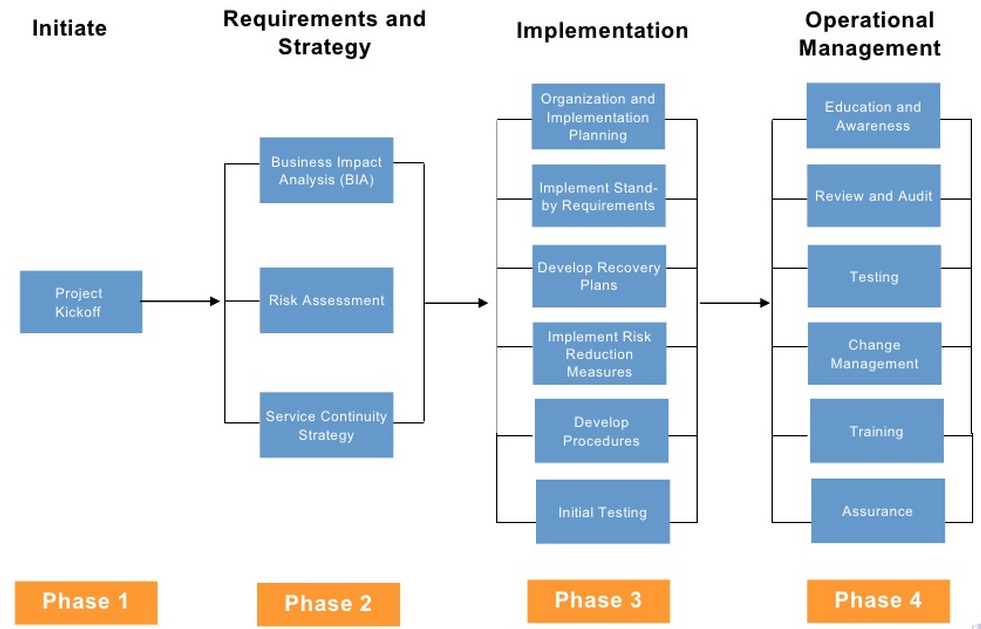 Initiate
Requirements and
Strategy
Implementation
Operational
Management
Project
Kickoff
Business Impact
Analysis (BIA)
Risk Assessment
Service Continuity
Strategy
Organization and
Implementation
Planning
Implement Stand-
by Requirements
Develop Recovery
Plans
Implement Risk
Reduction
Measures
Develop
Procedures
Initial Testing
Education and
Awareness
Review and Audit
Testing
Change
Management
Training
Assurance
Phase 1
Phase 2
Phase 3
Phase 4